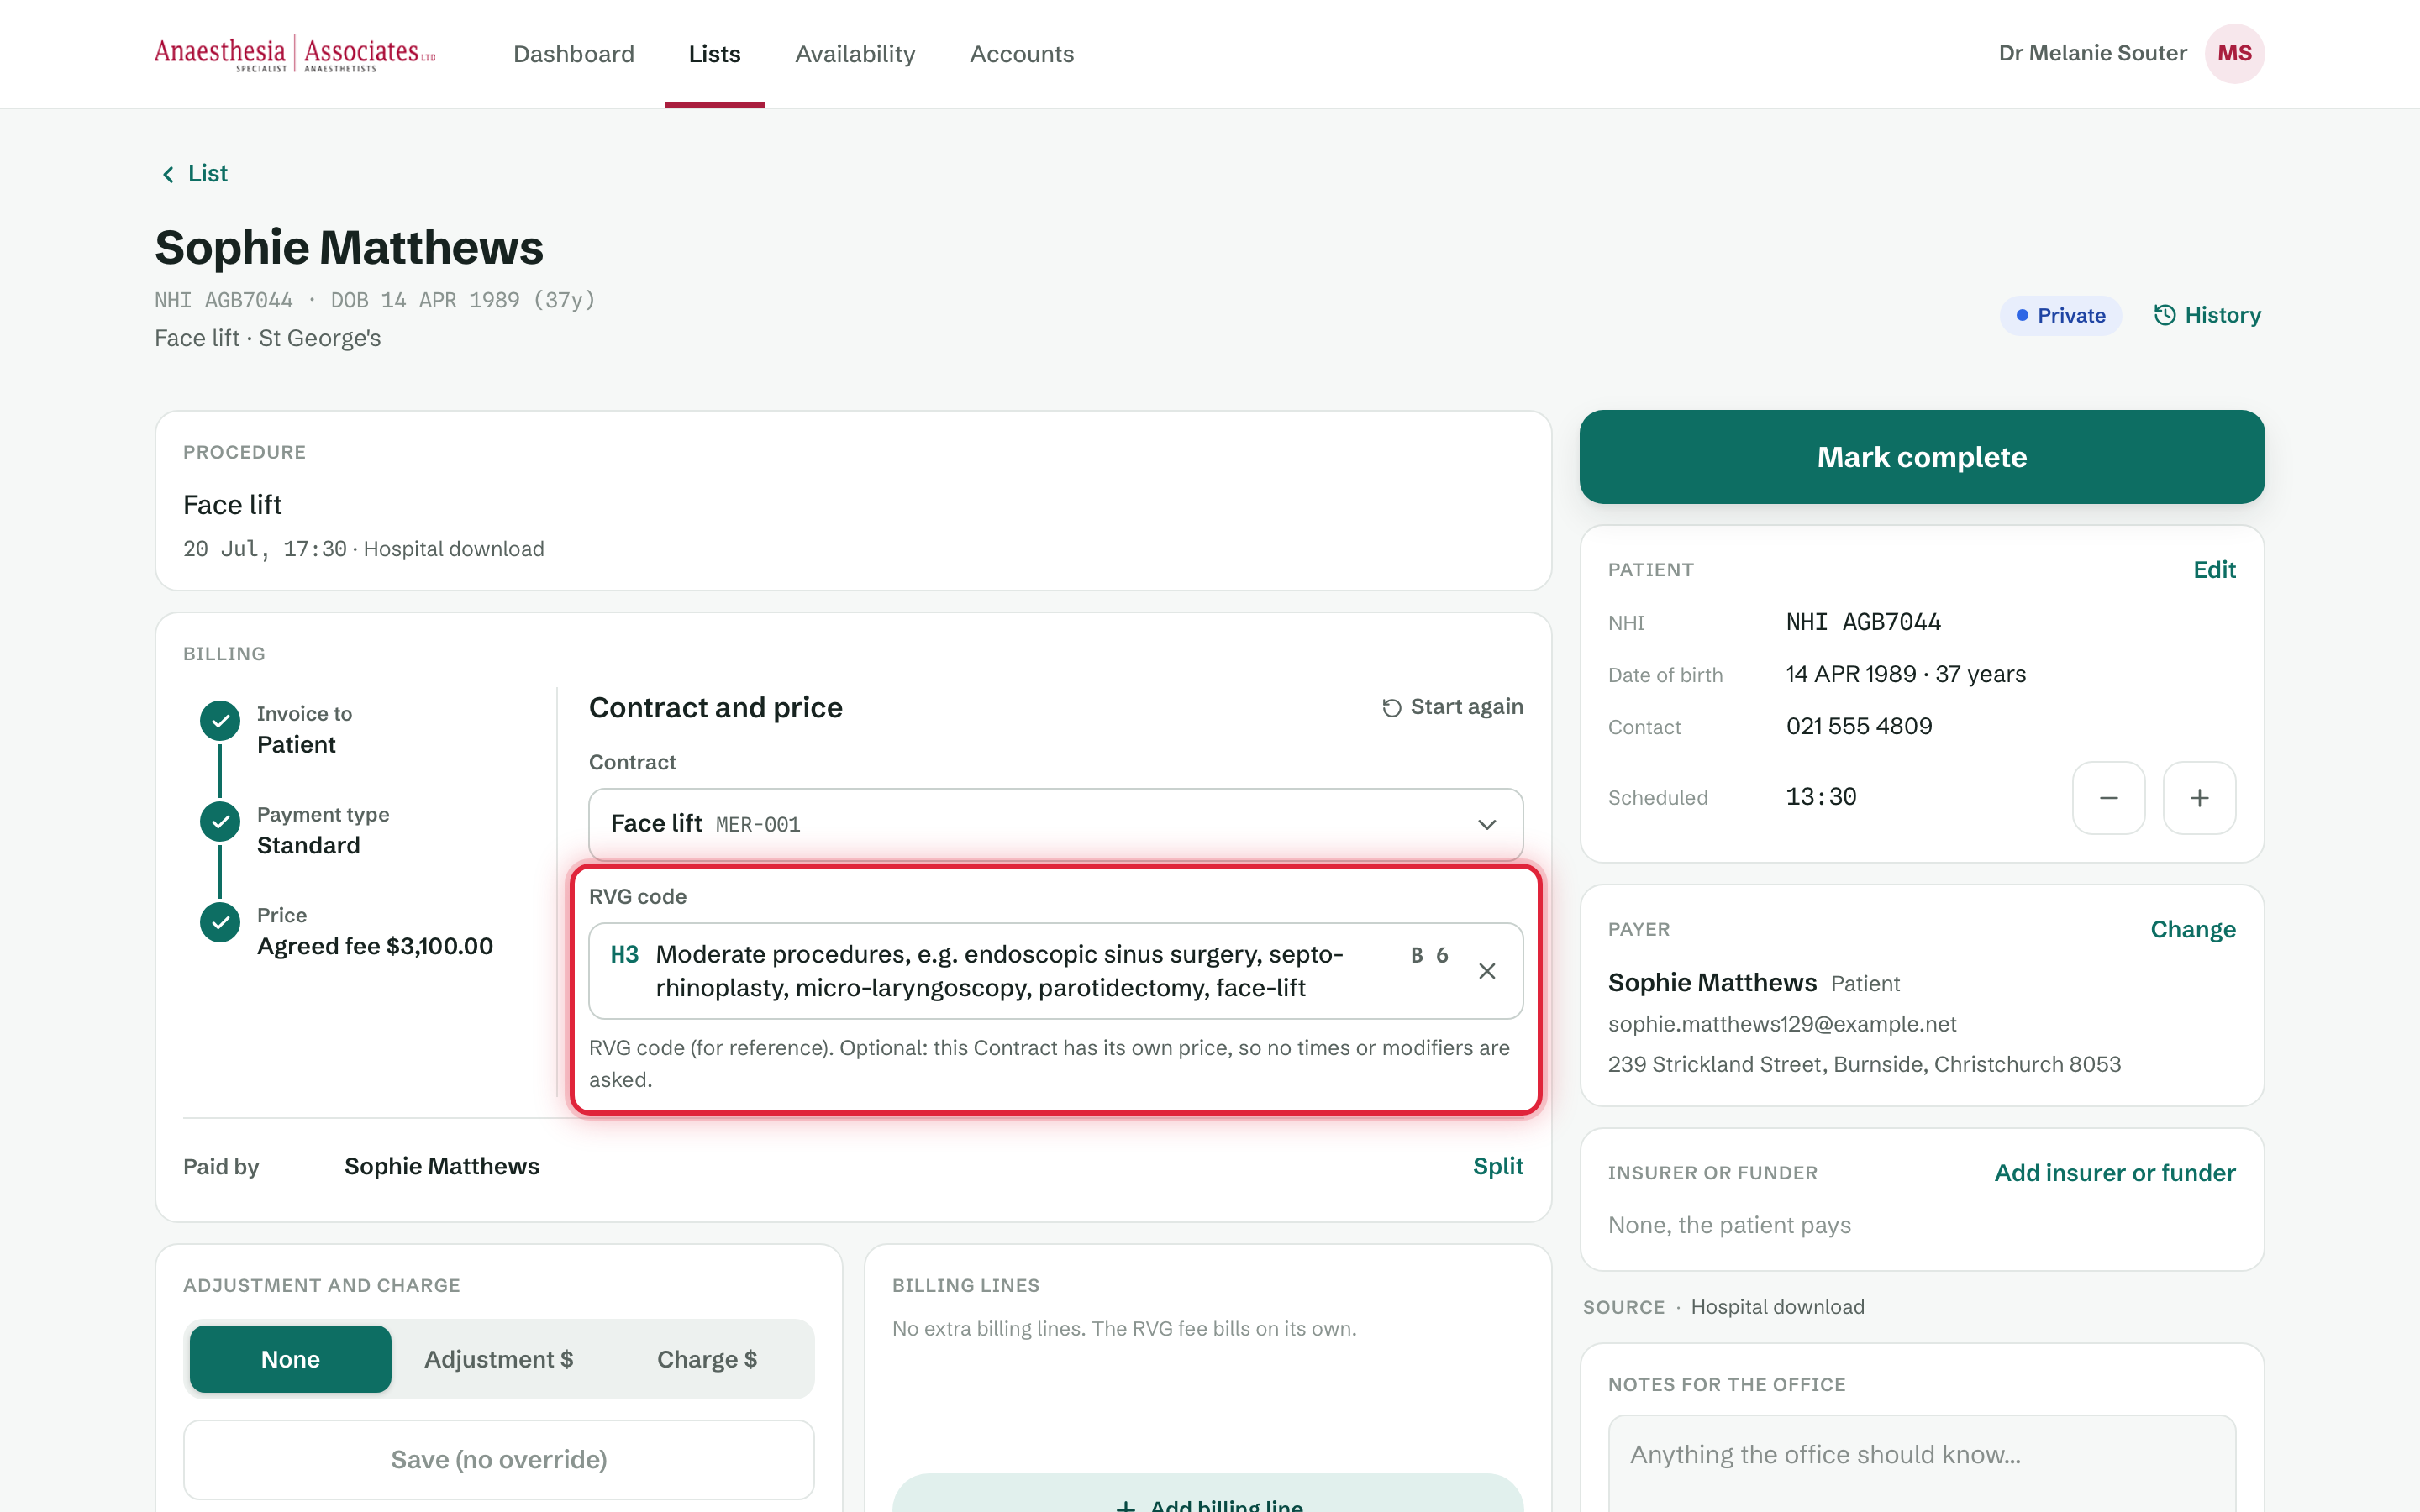 Anaesthesia Associates LTD
SPECIALIST ANAESTHETISTS
Dashboard
Lists
Availability
Accounts
Dr Melanie Souter
MS
List
Sophie Matthews
NHI AGB7044 · DOB 14 APR 1989 (37y)
Face lift · St George's
Private
History
PROCEDURE
Face lift
20 Jul, 17:30 · Hospital download
BILLING
Invoice to
Patient
Payment type
Standard
Price
Agreed fee $3,100.00
Contract and price
Start again
Contract
Face lift MER-001
RVG code
H3 Moderate procedures, e.g. endoscopic sinus surgery, septo- B 6
rhinoplasty, micro-laryngoscopy, parotidectomy, face-lift
RVG code (for reference). Optional: this Contract has its own price, so no times or modifiers are
asked.
Paid by
Sophie Matthews
Split
ADJUSTMENT AND CHARGE
None
Adjustment $
Charge $
Save (no override)
BILLING LINES
No extra billing lines. The RVG fee bills on its own.
+ Add billing line
Mark complete
PATIENT
Edit
NHI
NHI AGB7044
Date of birth
14 APR 1989 · 37 years
Contact
021 555 4809
Scheduled
13:30
PAYER
Change
Sophie Matthews Patient
sophie.matthews129@example.net
239 Strickland Street, Burnside, Christchurch 8053
INSURER OR FUNDER
Add insurer or funder
None, the patient pays
SOURCE · Hospital download
NOTES FOR THE OFFICE
Anything the office should know...